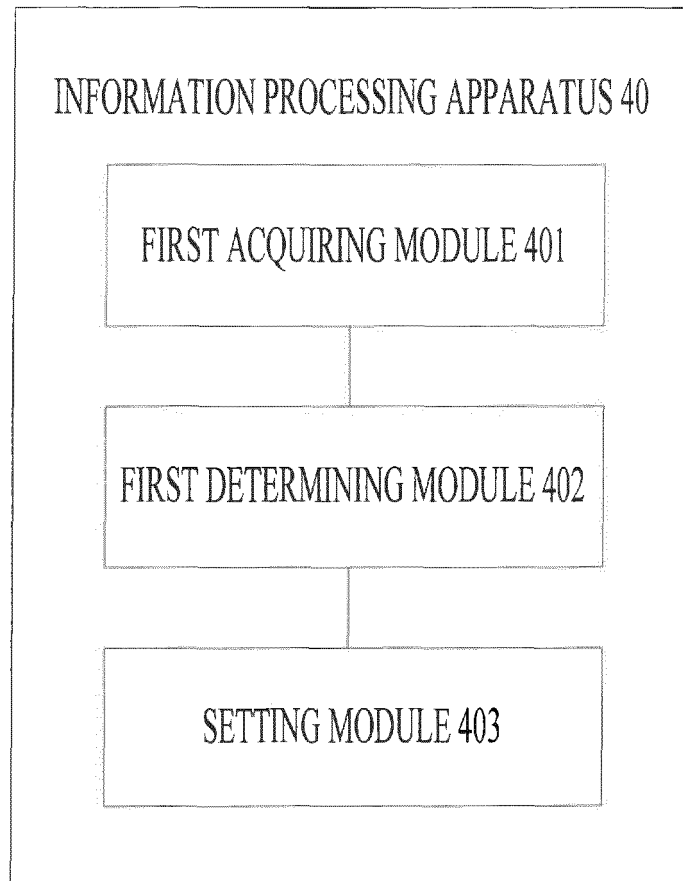 INFORMATION PROCESSING APPARATUS 40
FIRST ACQUIRING MODULE 401
FIRST DETERMINING MODULE 402
SETTING MODULE 403